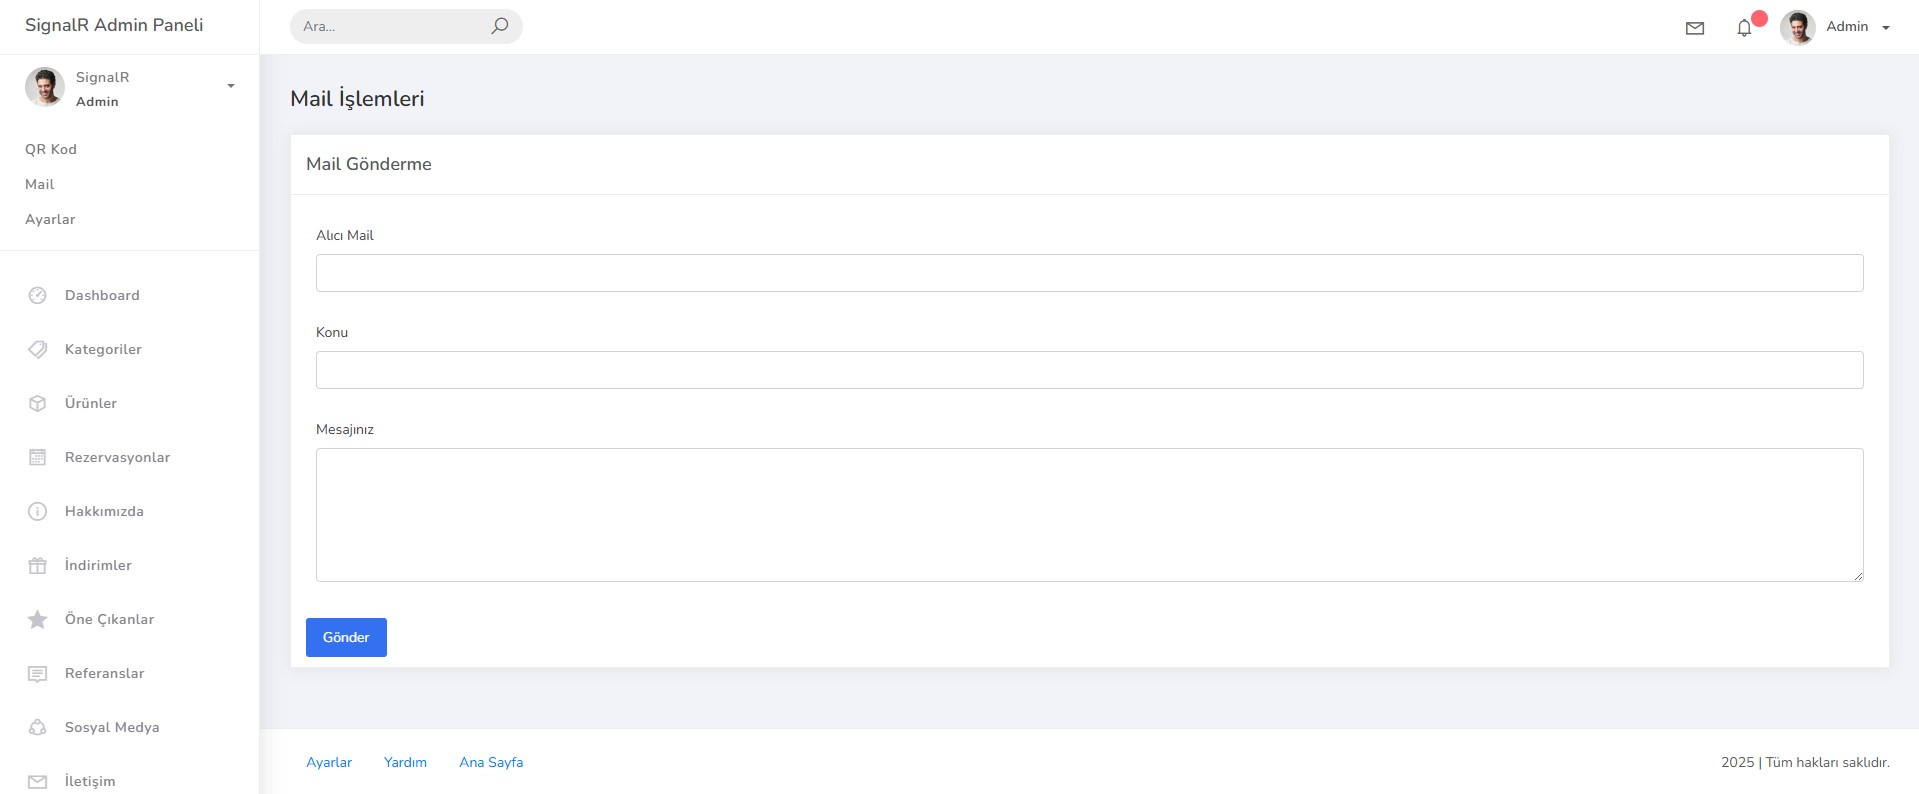 SignalR Admin Paneli
Ara...
Admin
SignalR
Admin
QR Kod
Mail
Ayarlar
Dashboard
Kategoriler
Ürünler
Rezervasyonlar
Hakkımızda
İndirimler
Öne Çıkanlar
Referanslar
Sosyal Medya
İletişim
Mail İşlemleri
Mail Gönderme
Alıcı Mail
Konu
Mesajınız
Gönder
Ayarlar Yardım Ana Sayfa
2025 | Tüm hakları saklıdır.